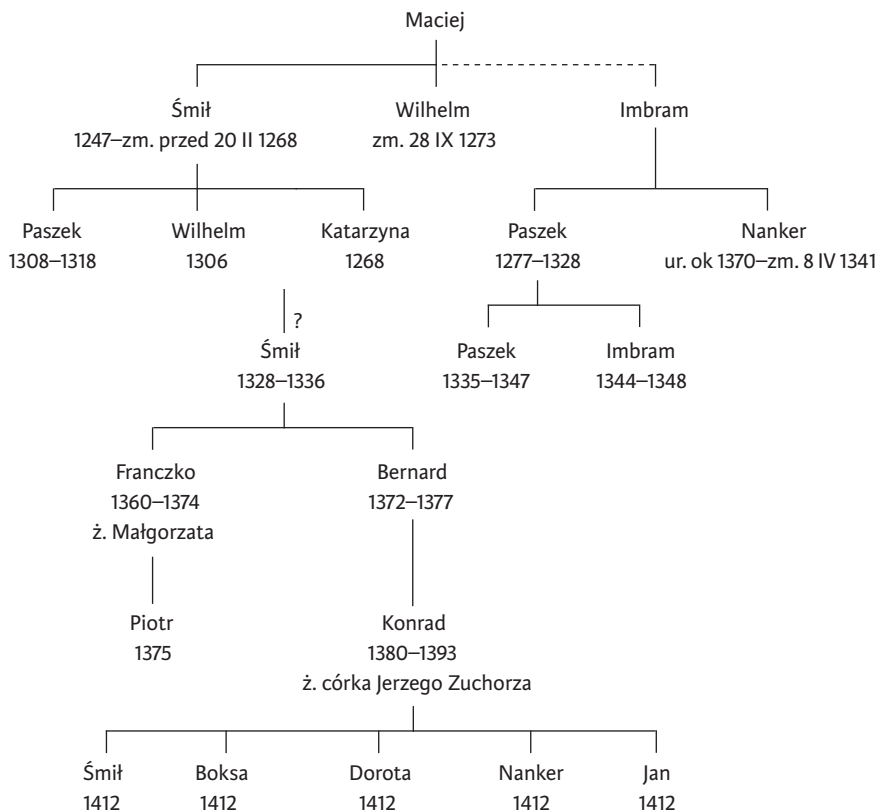 Maciej
Śmił Wilhelm Imbram
1247–zm. przed 20 II 1268 zm. 28 IX 1273
Paszek Wilhelm Katarzyna Paszek Nanker
1308–1318 1306 1268 1277–1328 ur. ok 1370–zm. 8 IV 1341
?
Śmił Paszek Imbram
1328–1336 1335–1347 1344–1348
Franczko Bernard
1360–1374 1372–1377
ż. Małgorzata
Piotr Konrad
1375 1380–1393
ż. córka Jerzego Zuchorza
Śmił Boksa Dorota Nanker Jan
1412 1412 1412 1412 1412